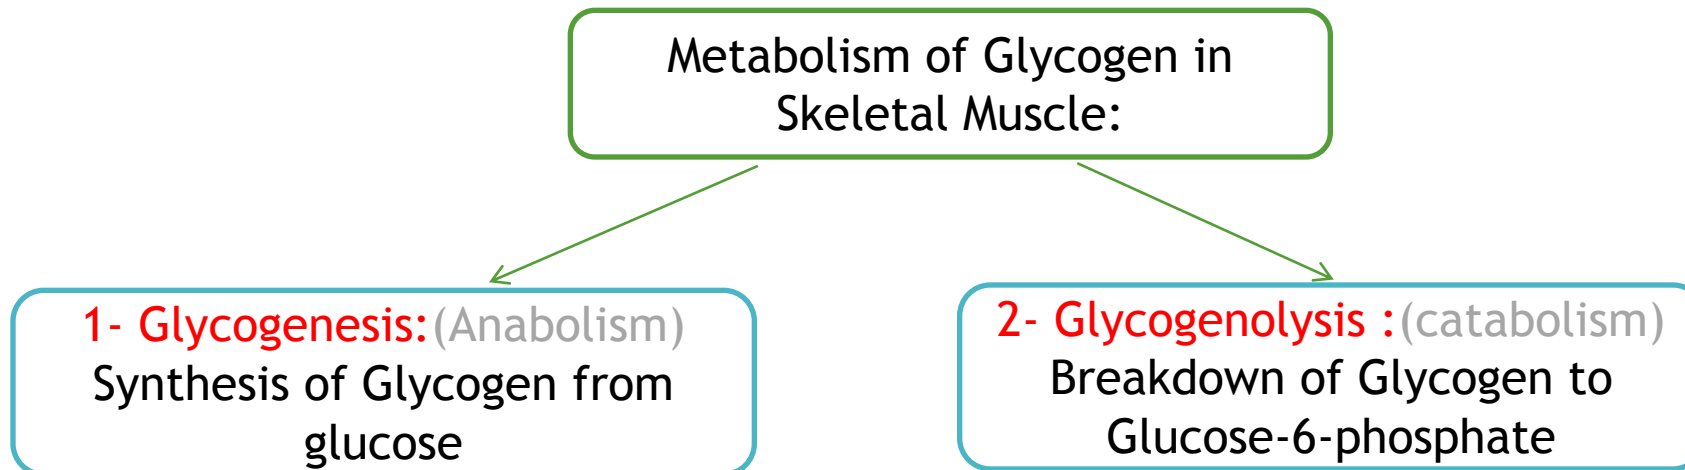 Metabolism of Glycogen in
Skeletal Muscle:
1- Glycogenesis:(Anabolism)
Synthesis of Glycogen from
glucose
2- Glycogenolysis :(catabolism)
Breakdown of Glycogen to
Glucose-6-phosphate